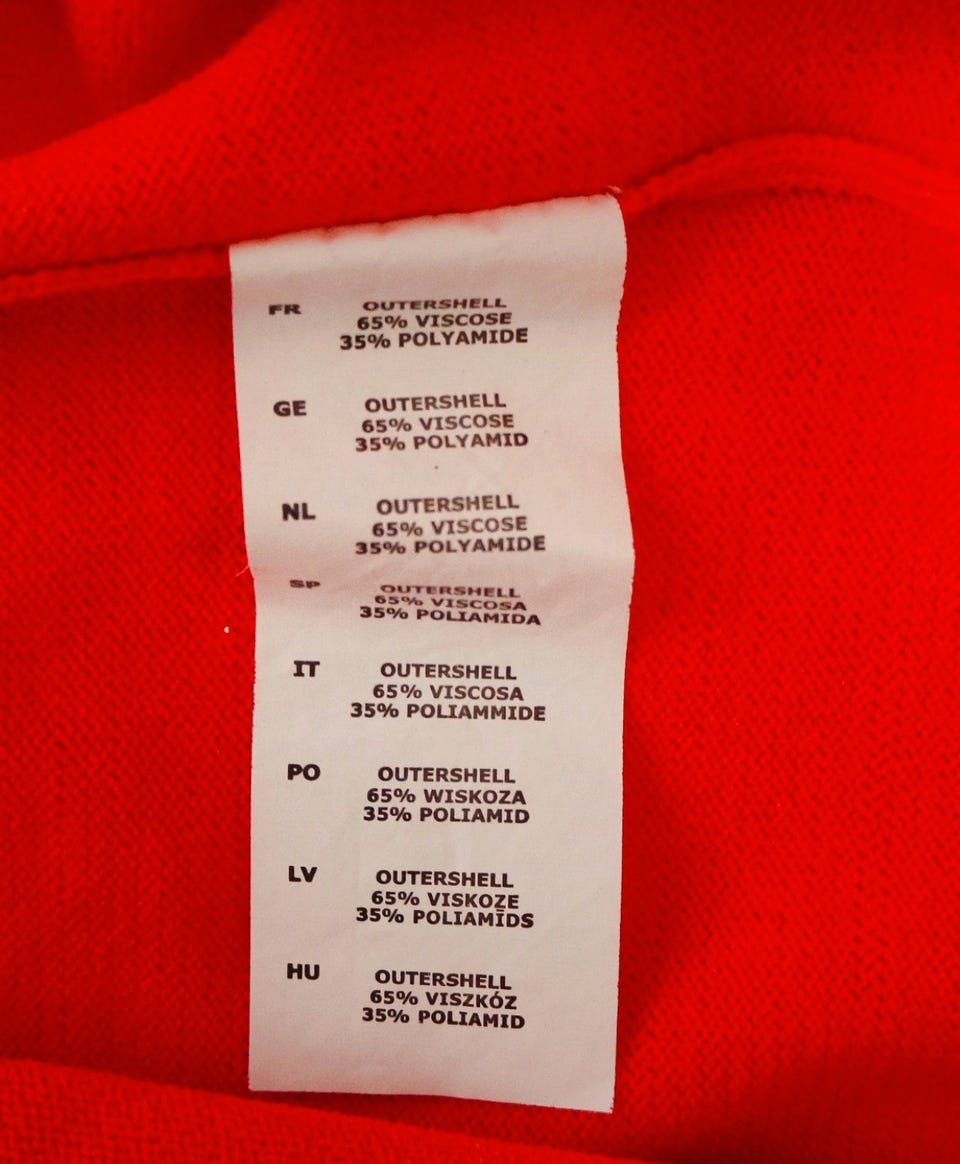 FR OUTERSHELL
65% VISCOSE
35% POLYAMIDE
GE OUTERSHELL
65% VISCOSE
35% POLYAMID
NL OUTERSHELL
65% VISCOSE
35% POLYAMIDE
SP OUTERSHELL
65% VISCOSA
35% POLIAMIDA
IT OUTERSHELL
65% VISCOSA
35% POLIAMMIDE
PO OUTERSHELL
65% WISKOZA
35% POLIAMID
LV OUTERSHELL
65% VISKOZE
35% POLIAMĪDS
HU OUTERSHELL
65% VISZKÓZ
35% POLIAMID